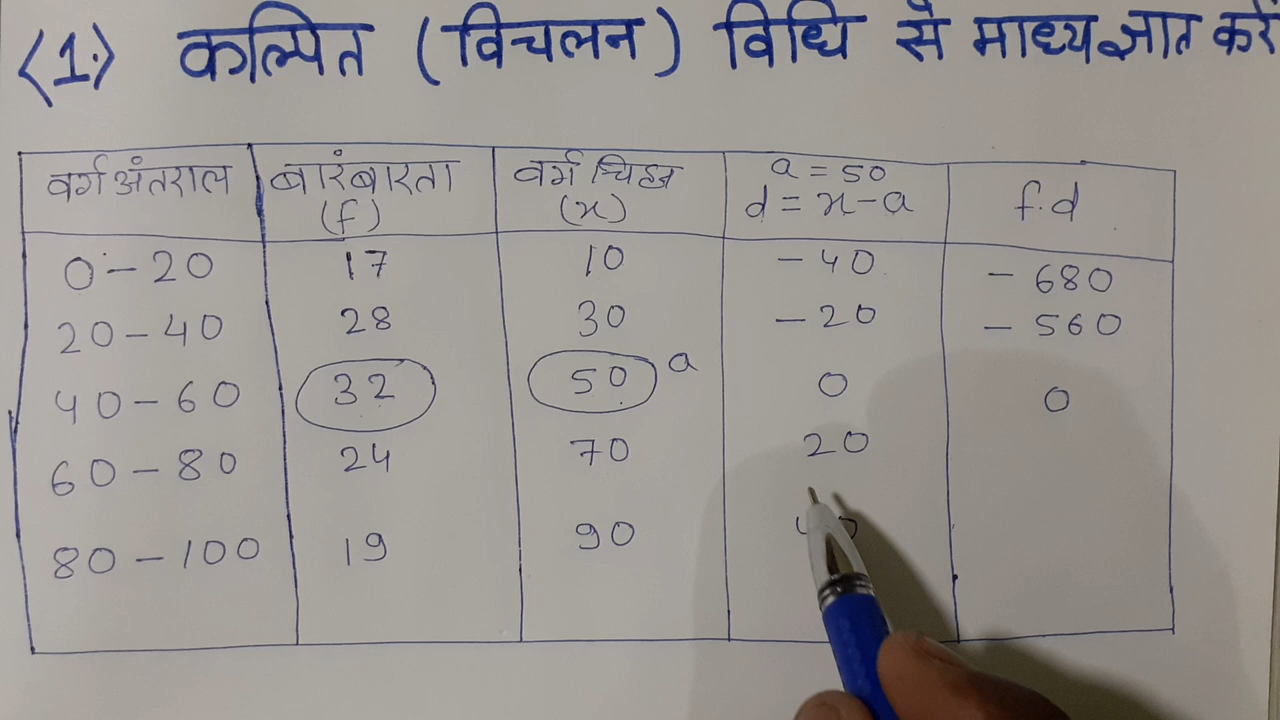 (1.) कल्पित (विचलन) विधि से माध्य ज्ञात करें
वर्ग अंतराल बारंबारता (f) वर्ग चिह्न (x) a = 50 d = x - a f.d
0 - 20 17 10 - 40 - 680
20 - 40 28 30 - 20 - 560
40 - 60 32 50 a 0 0
60 - 80 24 70 20
80 - 100 19 90 40